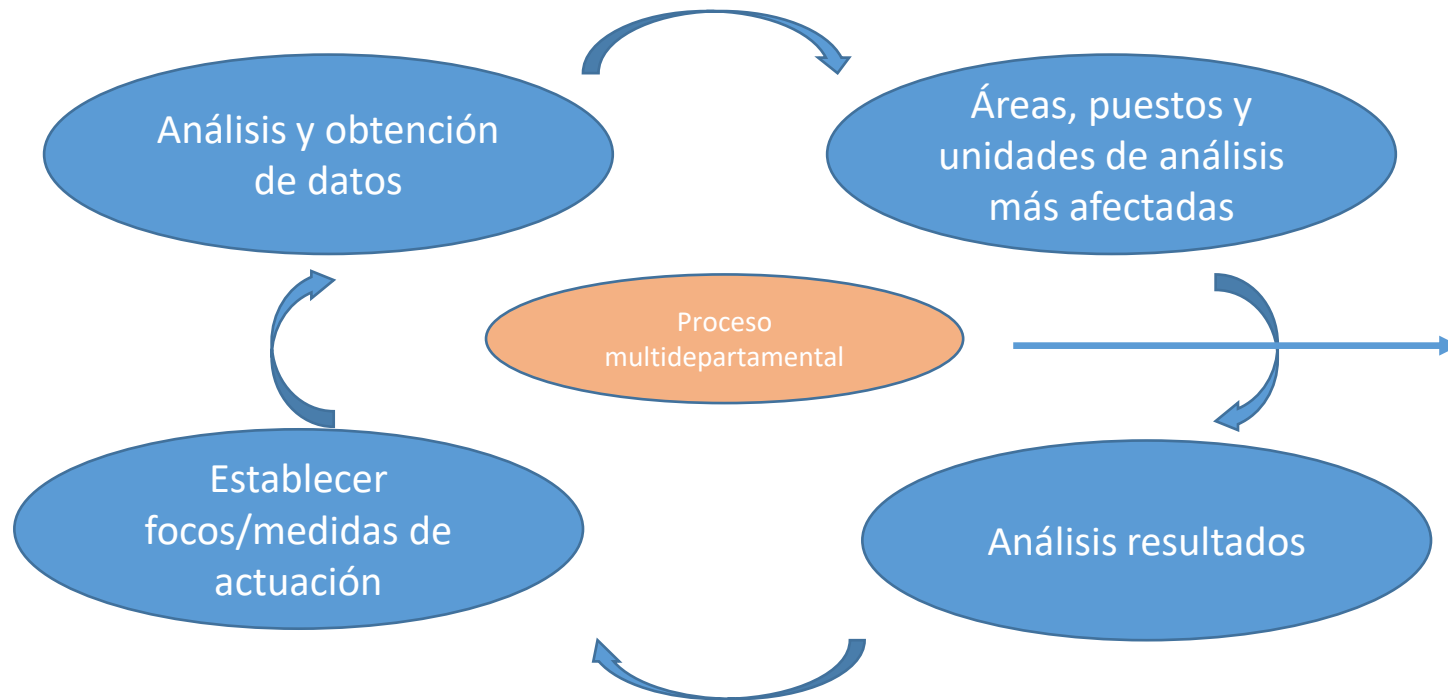 Análisis y obtención
de datos
Áreas, puestos y
unidades de análisis
más afectadas
Proceso
multidepartamental
Establecer
focos/medidas de
actuación
Análisis resultados